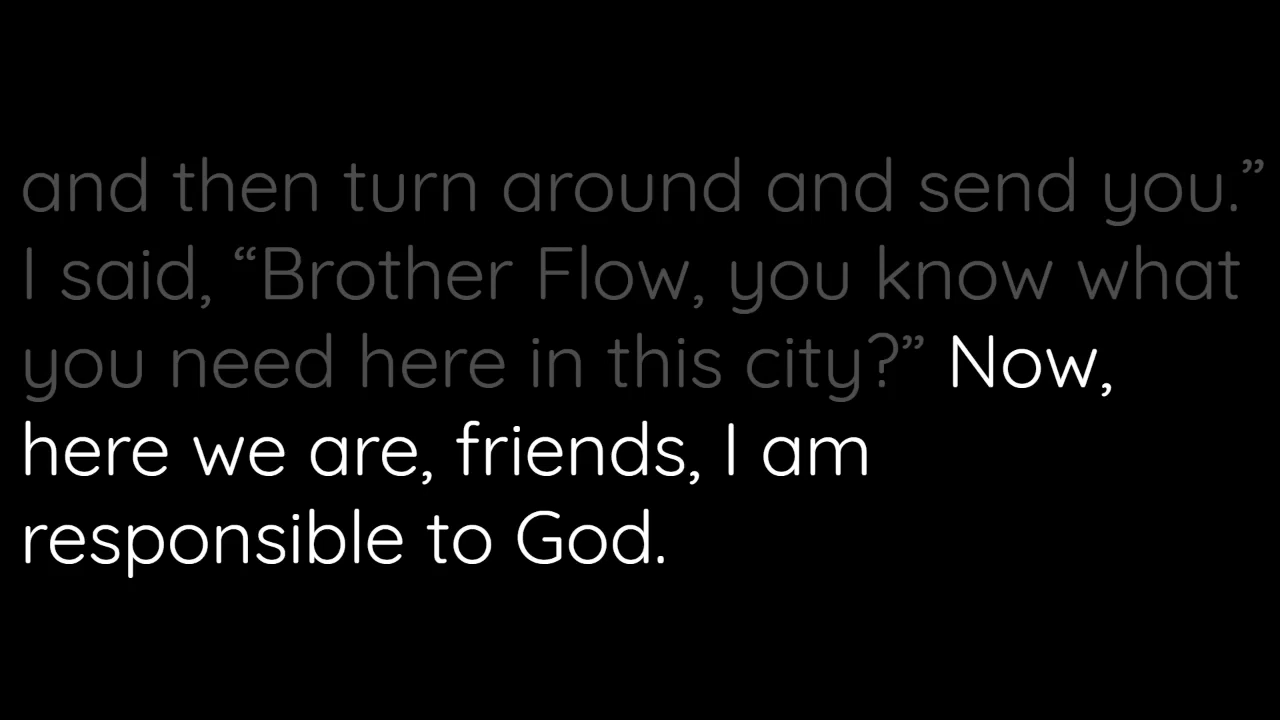 and then turn around and send you.”
I said, “Brother Flow, you know what
you need here in this city?” Now,
here we are, friends, I am
responsible to God.